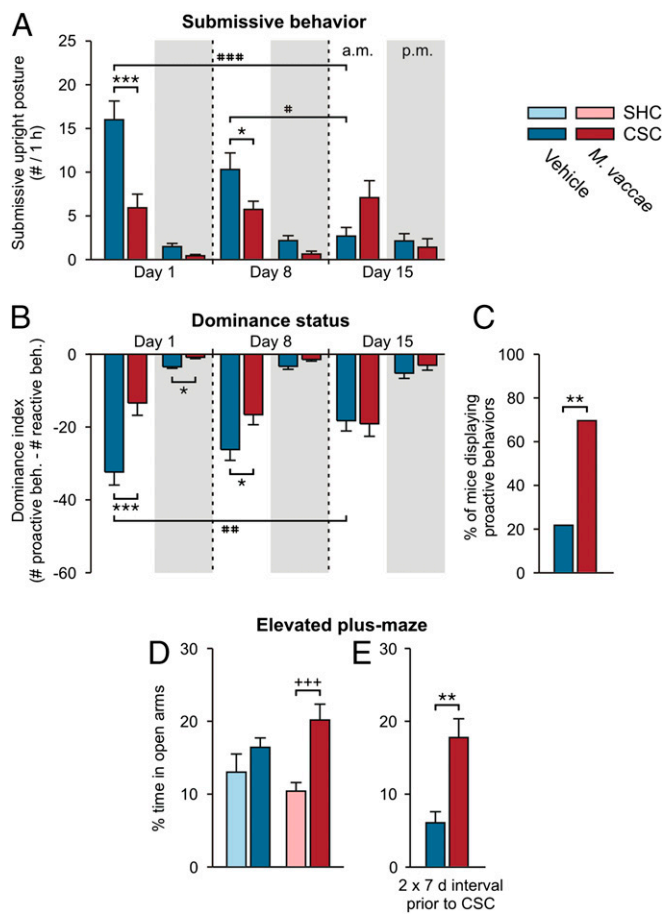 A
Submissive behavior
Submissive upright posture
(# / 1 h)
25
20
15
10
5
0
a.m.
p.m.
###
***
#
*
Day 1
Day 8
Day 15
SHC
CSC
Vehicle
M. vaccae
B
Dominance status
Dominance index
(# proactive beh. - # reactive beh.)
Day 1
Day 8
Day 15
0
-20
-40
-60
*
***
*
##
C
% of mice displaying
proactive behaviors
100
80
60
40
20
0
**
Elevated plus-maze
D
% time in open arms
30
20
10
0
+++
E
30
20
10
0
**
2 x 7 d interval
prior to CSC